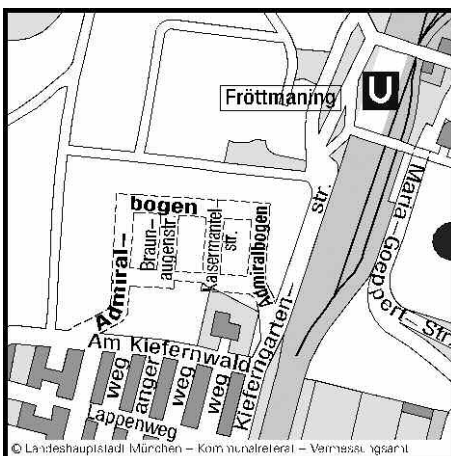 U
Fröttmaning
bogen
Admiral–
Braun–
augenstr.
Kaisermantel
str.
Admiralbogen
str.
Kieferngarten–
Maria–Goeppert–Str.
Am Kiefernwald
weg
anger
weg
weg
Lappenweg
© Landeshauptstadt München – Kommunalreferat – Vermessungsamt